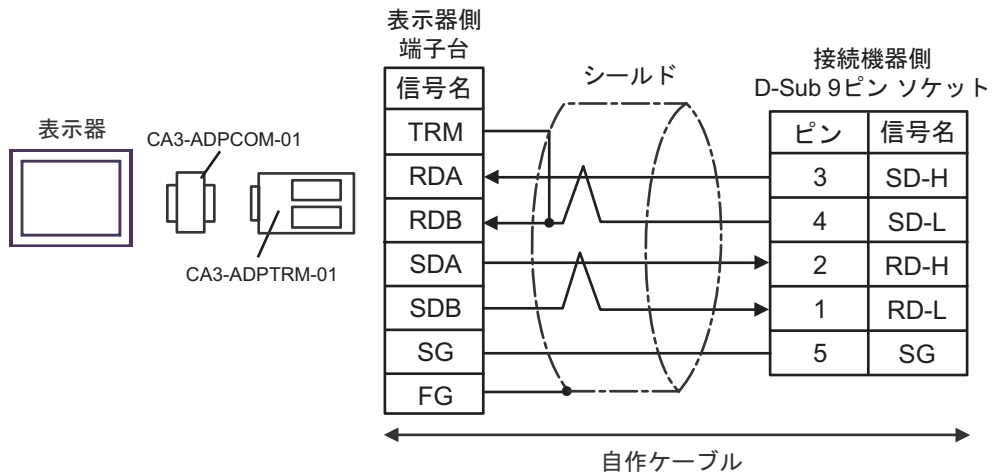 表示器
CA3-ADPCOM-01
CA3-ADPTRM-01
表示器側
端子台
信号名
TRM
RDA
RDB
SDA
SDB
SG
FG
シールド
接続機器側
D-Sub 9ピン ソケット
ピン 信号名
3 SD-H
4 SD-L
2 RD-H
1 RD-L
5 SG
自作ケーブル